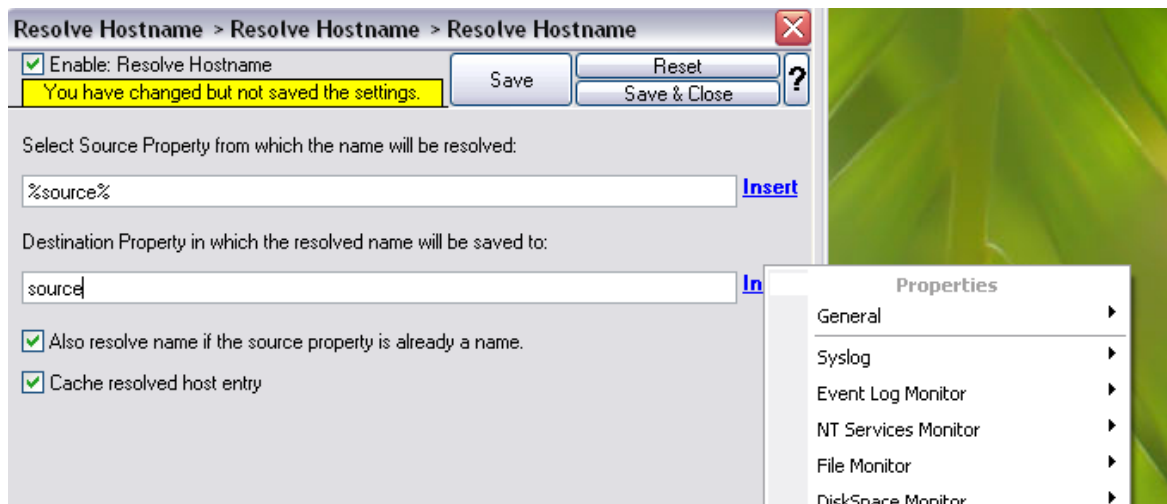 Resolve Hostname > Resolve Hostname > Resolve Hostname
Enable: Resolve Hostname
You have changed but not saved the settings.
Save
Reset
Save & Close
?
Select Source Property from which the name will be resolved:
%source%
Insert
Destination Property in which the resolved name will be saved to:
source
In
Also resolve name if the source property is already a name.
Cache resolved host entry
Properties
General
Syslog
Event Log Monitor
NT Services Monitor
File Monitor
DiskSpace Monitor